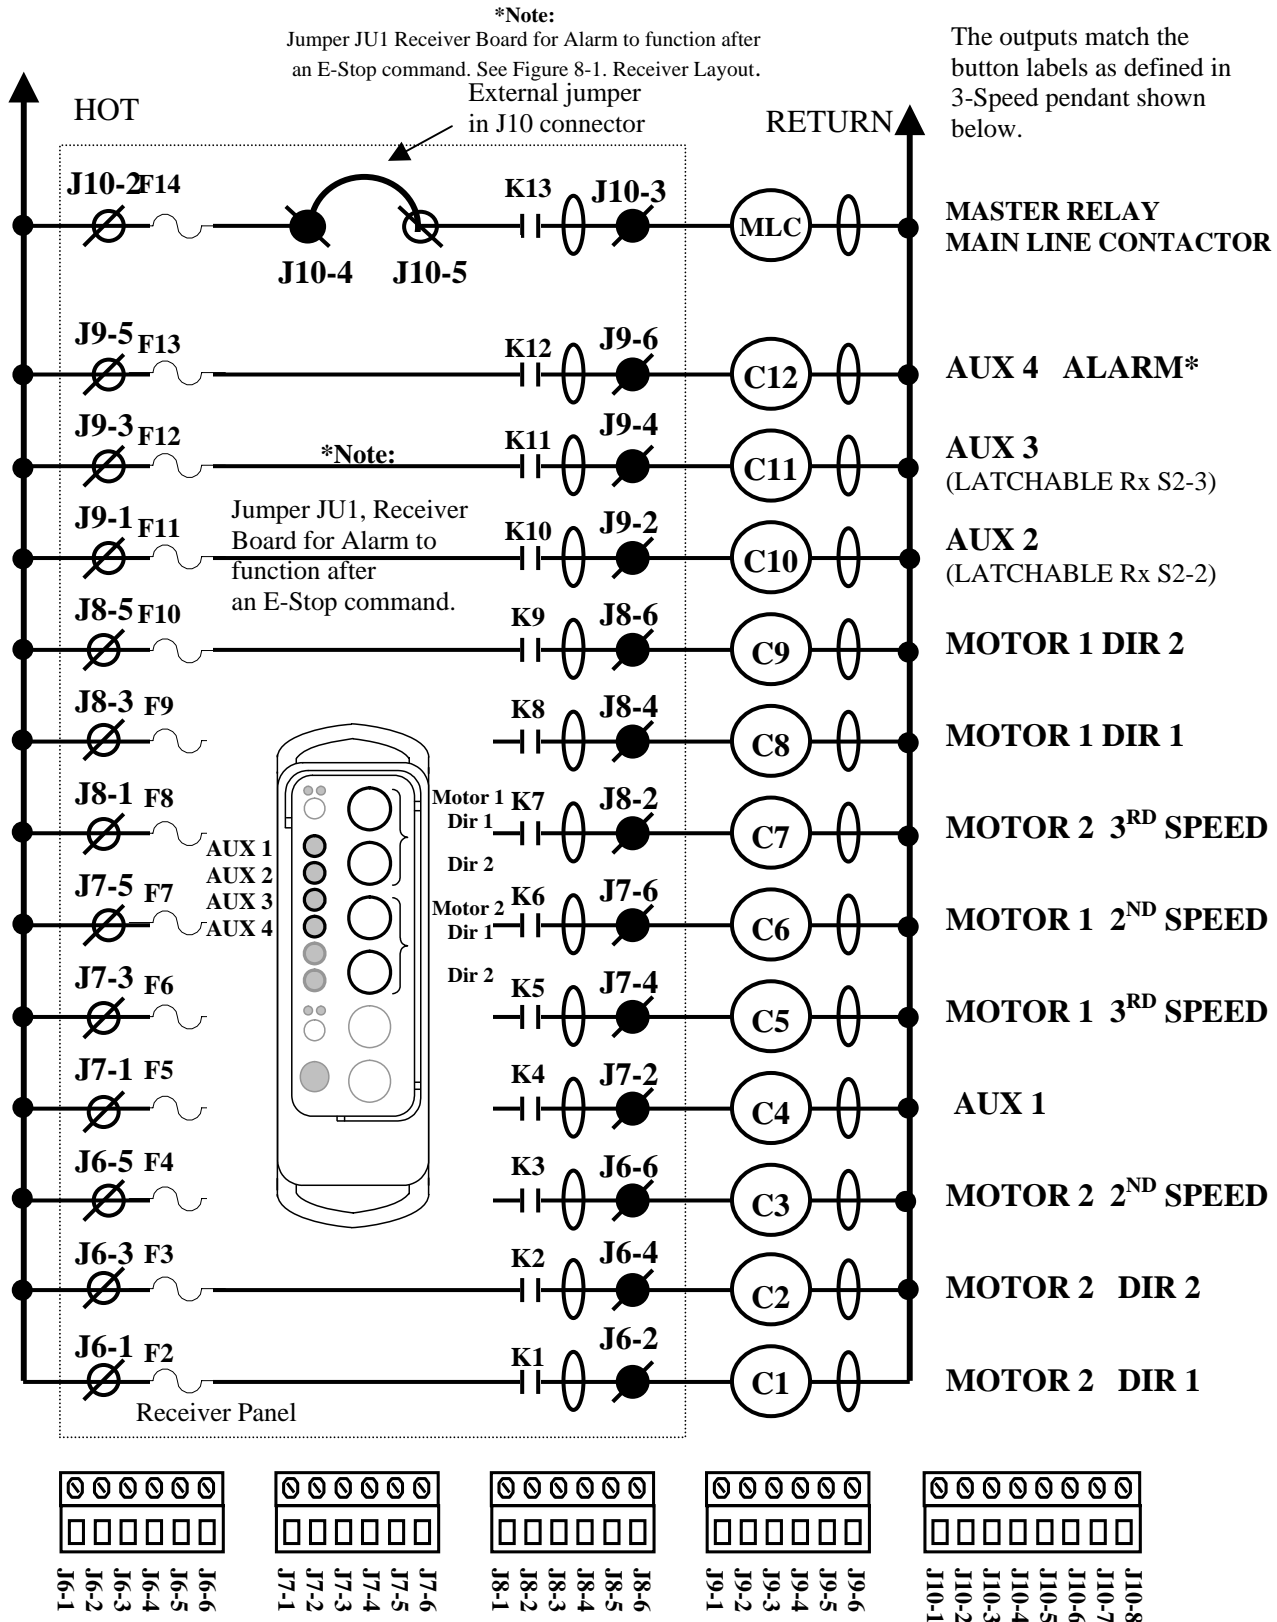 *Note:
Jumper JU1 Receiver Board for Alarm to function after
an E-Stop command. See Figure 8-1. Receiver Layout.
External jumper
in J10 connector
The outputs match the
button labels as defined in
3-Speed pendant shown
below.
HOT
RETURN
J10-2 F14 J10-4 J10-5 K13 J10-3 MLC MASTER RELAY
MAIN LINE CONTACTOR
J9-5 F13 K12 J9-6 C12 AUX 4 ALARM*
J9-3 F12 K11 J9-4 C11 AUX 3
(LATCHABLE Rx S2-3)
*Note:
Jumper JU1, Receiver
Board for Alarm to
function after
an E-Stop command.
J9-1 F11 K10 J9-2 C10 AUX 2
(LATCHABLE Rx S2-2)
J8-5 F10 K9 J8-6 C9 MOTOR 1 DIR 2
J8-3 F9 K8 J8-4 C8 MOTOR 1 DIR 1
J8-1 F8 K7 J8-2 C7 MOTOR 2 3RD SPEED
Motor 1
Dir 1
Dir 2
AUX 1
AUX 2
AUX 3
AUX 4
Motor 2
Dir 1
Dir 2
J7-5 F7 K6 J7-6 C6 MOTOR 1 2ND SPEED
J7-3 F6 K5 J7-4 C5 MOTOR 1 3RD SPEED
J7-1 F5 K4 J7-2 C4 AUX 1
J6-5 F4 K3 J6-6 C3 MOTOR 2 2ND SPEED
J6-3 F3 K2 J6-4 C2 MOTOR 2 DIR 2
J6-1 F2 K1 J6-2 C1 MOTOR 2 DIR 1
Receiver Panel
J6-1 J6-2 J6-3 J6-4 J6-5 J6-6
J7-1 J7-2 J7-3 J7-4 J7-5 J7-6
J8-1 J8-2 J8-3 J8-4 J8-5 J8-6
J9-1 J9-2 J9-3 J9-4 J9-5 J9-6
J10-1 J10-2 J10-3 J10-4 J10-5 J10-6 J10-7 J10-8